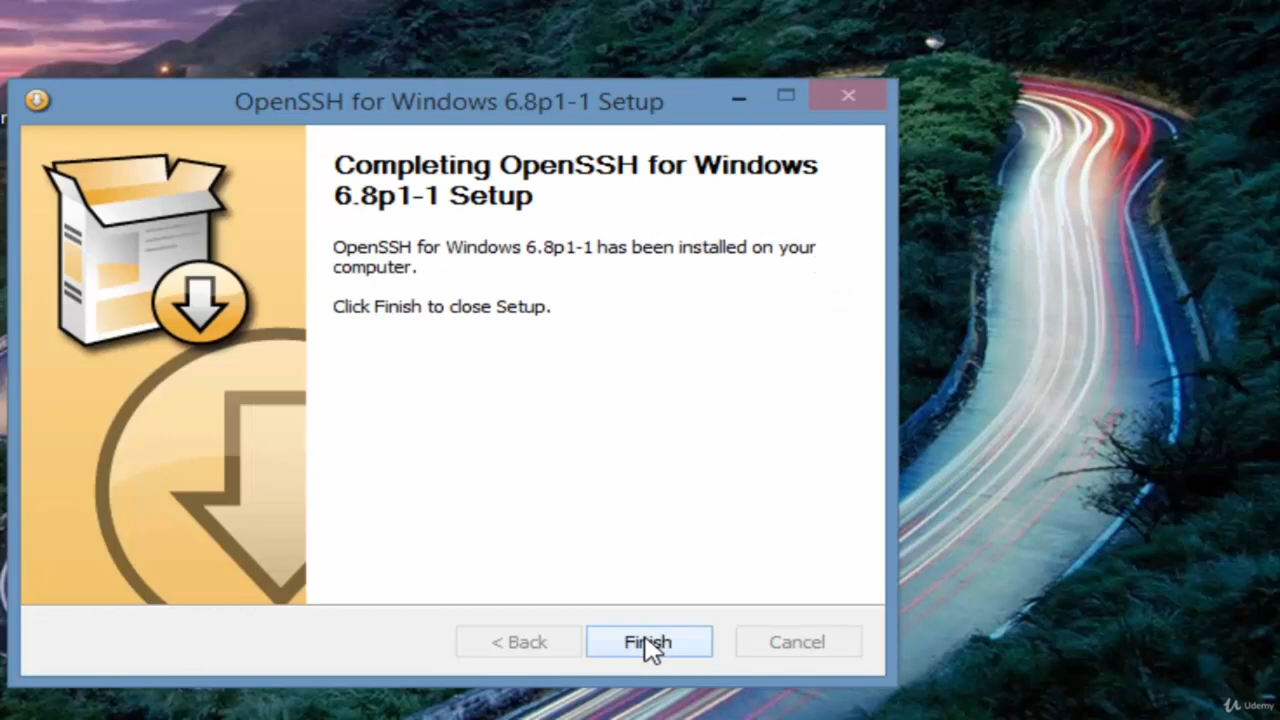 OpenSSH for Windows 6.8p1-1 Setup
Completing OpenSSH for Windows
6.8p1-1 Setup
OpenSSH for Windows 6.8p1-1 has been installed on your
computer.
Click Finish to close Setup.
< Back
Finish
Cancel
Udemy